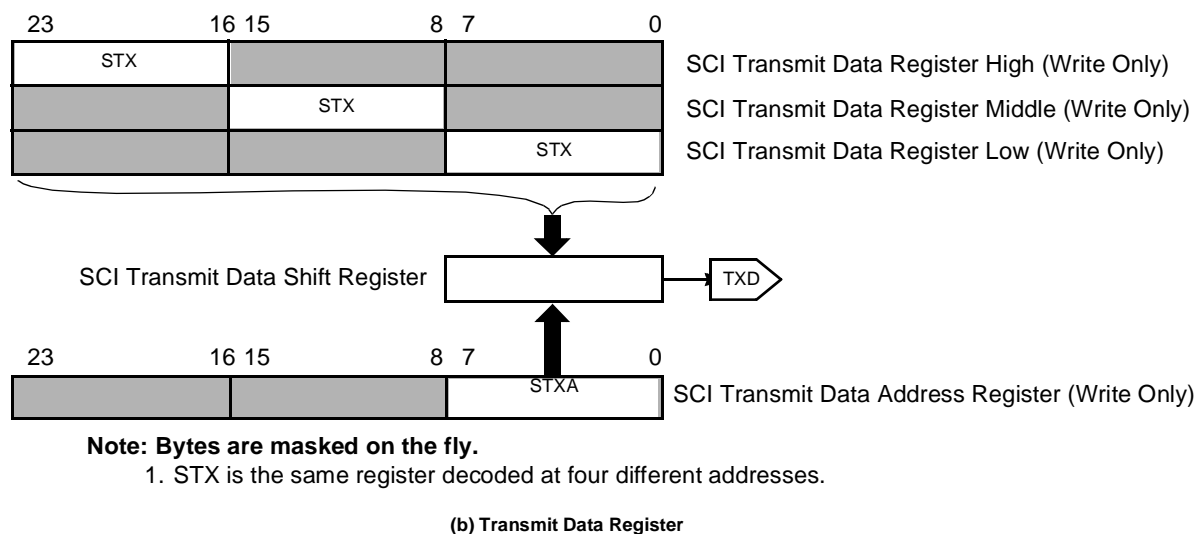 23 16 15 8 7 0
STX SCI Transmit Data Register High (Write Only)
STX SCI Transmit Data Register Middle (Write Only)
STX SCI Transmit Data Register Low (Write Only)
SCI Transmit Data Shift Register TXD
23 16 15 8 7 0
STXA SCI Transmit Data Address Register (Write Only)
Note: Bytes are masked on the fly.
1. STX is the same register decoded at four different addresses.
(b) Transmit Data Register